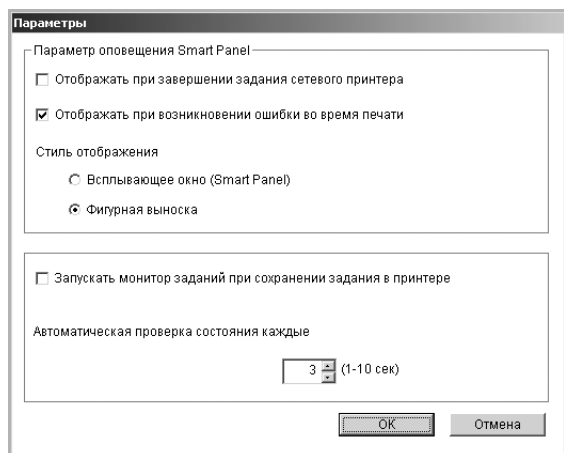 Параметры
Параметр оповещения Smart Panel
Отображать при завершении задания сетевого принтера
Отображать при возникновении ошибки во время печати
Стиль отображения
Всплывающее окно (Smart Panel)
Фигурная выноска
Запускать монитор заданий при сохранении задания в принтере
Автоматическая проверка состояния каждые
3 (1-10 сек)
OK Отмена